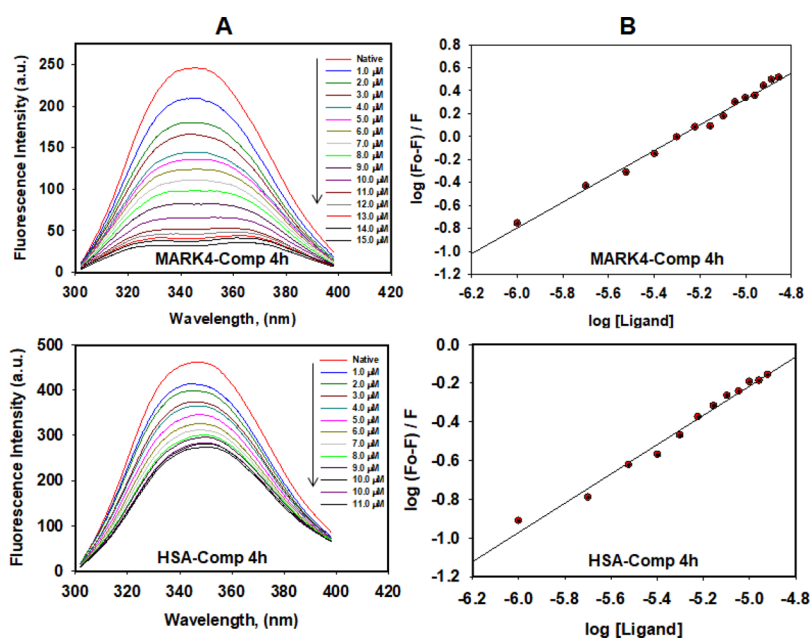 A
B
Fluorescence Intensity (a.u.)
250
200
150
100
50
0
Native
1.0 µM
2.0 µM
3.0 µM
4.0 µM
5.0 µM
6.0 µM
7.0 µM
8.0 µM
9.0 µM
10.0 µM
11.0 µM
12.0 µM
13.0 µM
14.0 µM
15.0 µM
MARK4-Comp 4h
300 320 340 360 380 400 420
Wavelength, (nm)
log (Fo-F) / F
0.8
0.6
0.4
0.2
0.0
-0.2
-0.4
-0.6
-0.8
-1.0
-1.2
MARK4-Comp 4h
-6.2 -6.0 -5.8 -5.6 -5.4 -5.2 -5.0 -4.8
log [Ligand]
Fluorescence Intensity (a.u.)
500
400
300
200
100
0
Native
1.0 µM
2.0 µM
3.0 µM
4.0 µM
5.0 µM
6.0 µM
7.0 µM
8.0 µM
9.0 µM
10.0 µM
10.0 µM
11.0 µM
HSA-Comp 4h
300 320 340 360 380 400 420
Wavelength, (nm)
log (Fo-F) / F
0.0
-0.2
-0.4
-0.6
-0.8
-1.0
-1.2
HSA-Comp 4h
-6.2 -6.0 -5.8 -5.6 -5.4 -5.2 -5.0 -4.8
log [Ligand]